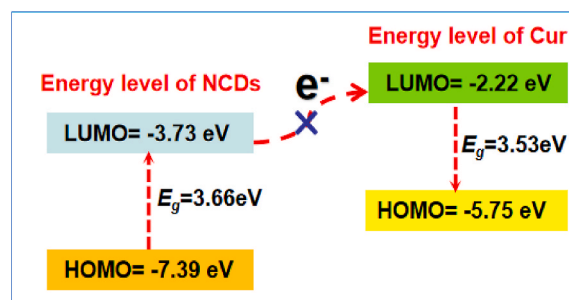 Energy level of Cur
Energy level of NCDs
e-
LUMO= -2.22 eV
LUMO= -3.73 eV
Eg=3.53eV
Eg=3.66eV
HOMO= -5.75 eV
HOMO= -7.39 eV